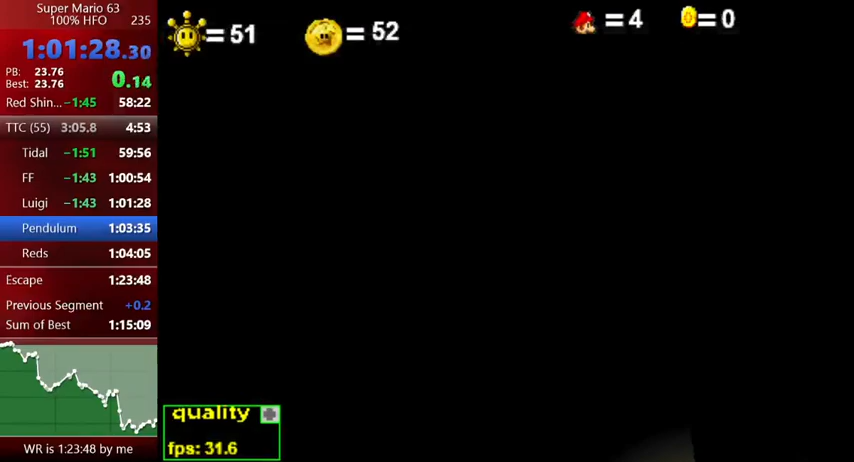 Super Mario 63
100% HFO 235
1:01:28.30
PB: 23.76
Best: 23.76
0.14
Red Shin... -1:45 58:22
TTC (55) 3:05.8 4:53
Tidal -1:51 59:56
FF -1:43 1:00:54
Luigi -1:43 1:01:28
Pendulum 1:03:35
Reds 1:04:05
Escape 1:23:48
Previous Segment +0.2
Sum of Best 1:15:09
WR is 1:23:48 by me
= 51
= 52
= 4
= 0
quality
fps: 31.6